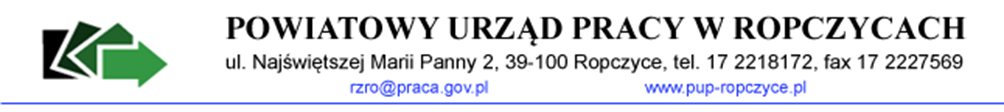 POWIATOWY URZĄD PRACY W ROPCZYCACH
ul. Najświętszej Marii Panny 2, 39-100 Ropczyce, tel. 17 2218172, fax 17 2227569
rzro@praca.gov.pl www.pup-ropczyce.pl